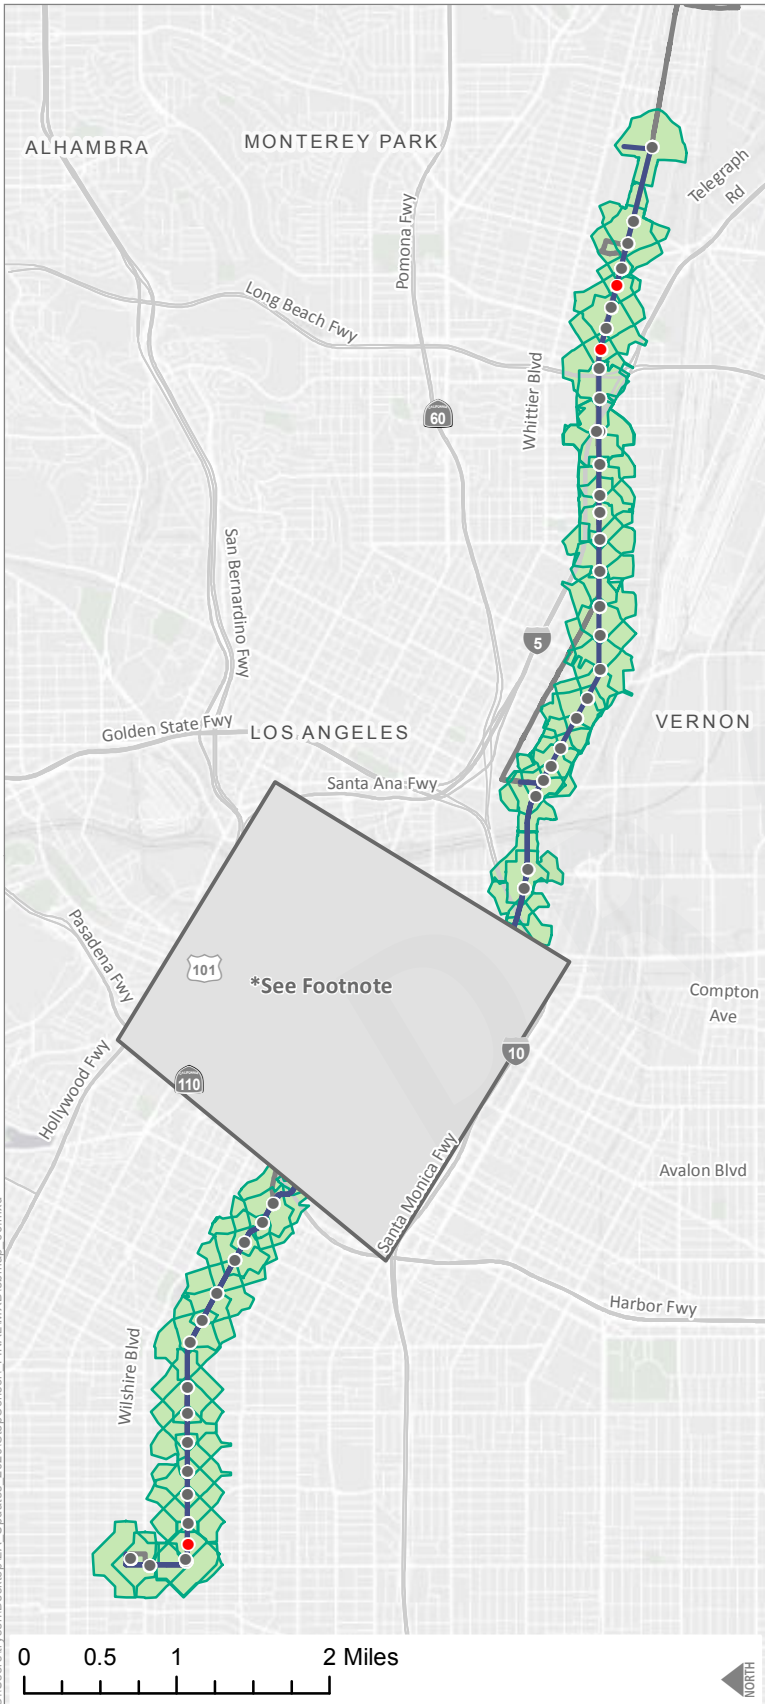 ALHAMBRA
MONTEREY PARK
Telegraph
Rd
Pomona Fwy
Long Beach Fwy
Whittier Blvd
60
San Bernardino Fwy
5
Golden State Fwy
LOS ANGELES
VERNON
Santa Ana Fwy
Pasadena Fwy
101
*See Footnote
Compton
Ave
10
Hollywood Fwy
110
Santa Monica Fwy
Avalon Blvd
Harbor Fwy
Wilshire Blvd
0 0.5 1 2 Miles
NORTH